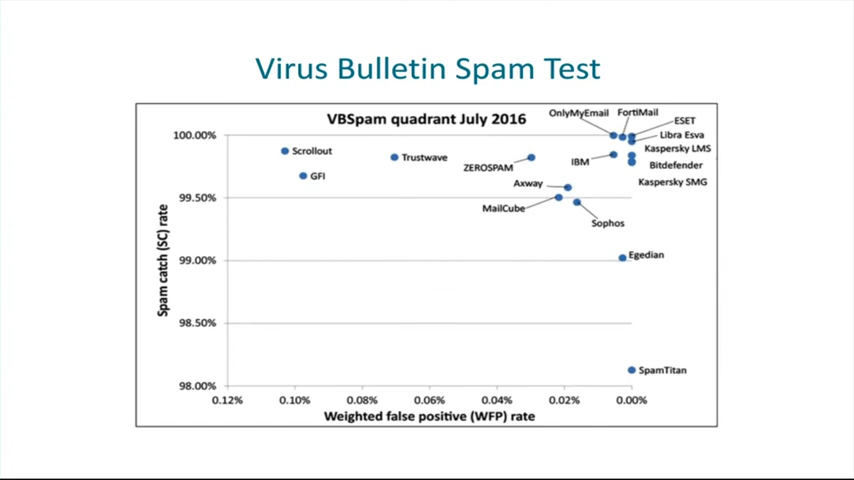 Virus Bulletin Spam Test
VBSpam quadrant July 2016
OnlyMyEmail
FortiMail
ESET
Libra Esva
Kaspersky LMS
Bitdefender
Kaspersky SMG
IBM
ZEROSPAM
Trustwave
Scrollout
GFI
Axway
MailCube
Sophos
Egedian
SpamTitan
Spam catch (SC) rate
100.00%
99.50%
99.00%
98.50%
98.00%
0.12%
0.10%
0.08%
0.06%
0.04%
0.02%
0.00%
Weighted false positive (WFP) rate